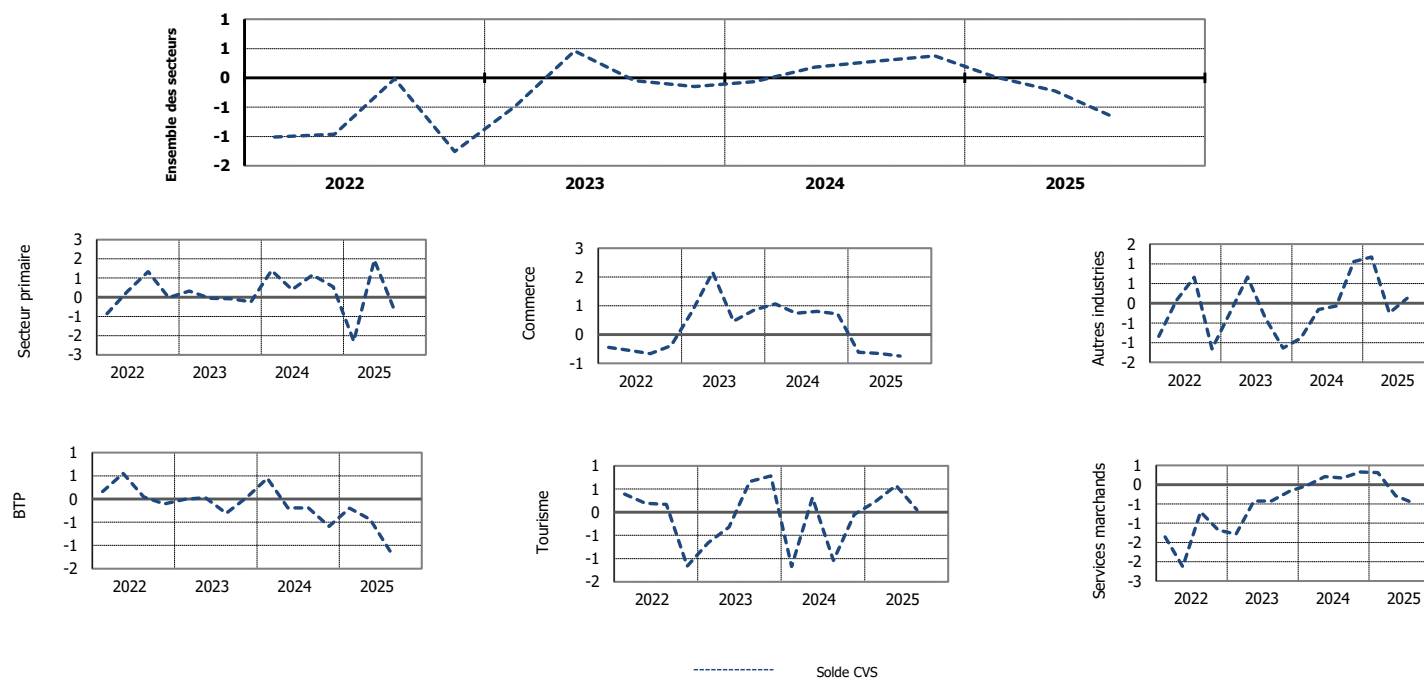 Ensemble des secteurs
1
1
0
-1
-1
-2
2022 2023 2024 2025
Secteur primaire
3
2
1
0
-1
-2
-3
2022 2023 2024 2025
Commerce
3
2
1
0
-1
2022 2023 2024 2025
Autres industries
2
1
1
0
-1
-1
-2
2022 2023 2024 2025
BTP
1
1
0
-1
-1
-2
2022 2023 2024 2025
Tourisme
1
1
0
-1
-1
-2
2022 2023 2024 2025
Services marchands
1
0
-1
-1
-2
-2
-3
2022 2023 2024 2025
Solde CVS